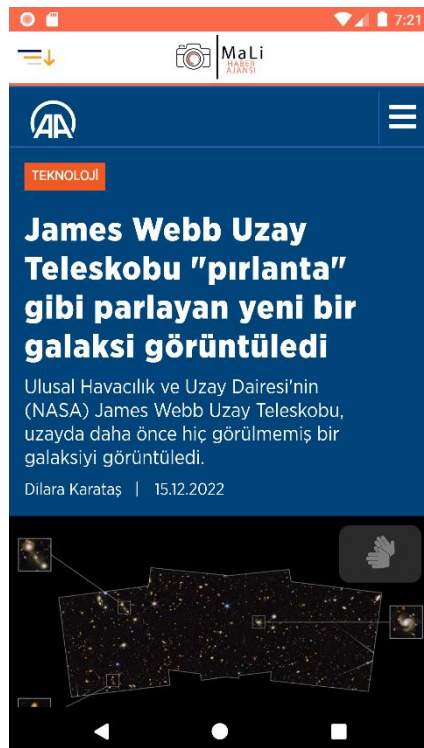 7:21
MaLi
HABER
AJANSI
AA
TEKNOLOJİ
James Webb Uzay
Teleskobu "pırlanta"
gibi parlayan yeni bir
galaksi görüntüledi
Ulusal Havacılık ve Uzay Dairesi'nin
(NASA) James Webb Uzay Teleskobu,
uzayda daha önce hiç görülmemiş bir
galaksiyi görüntüledi.
Dilara Karataş | 15.12.2022